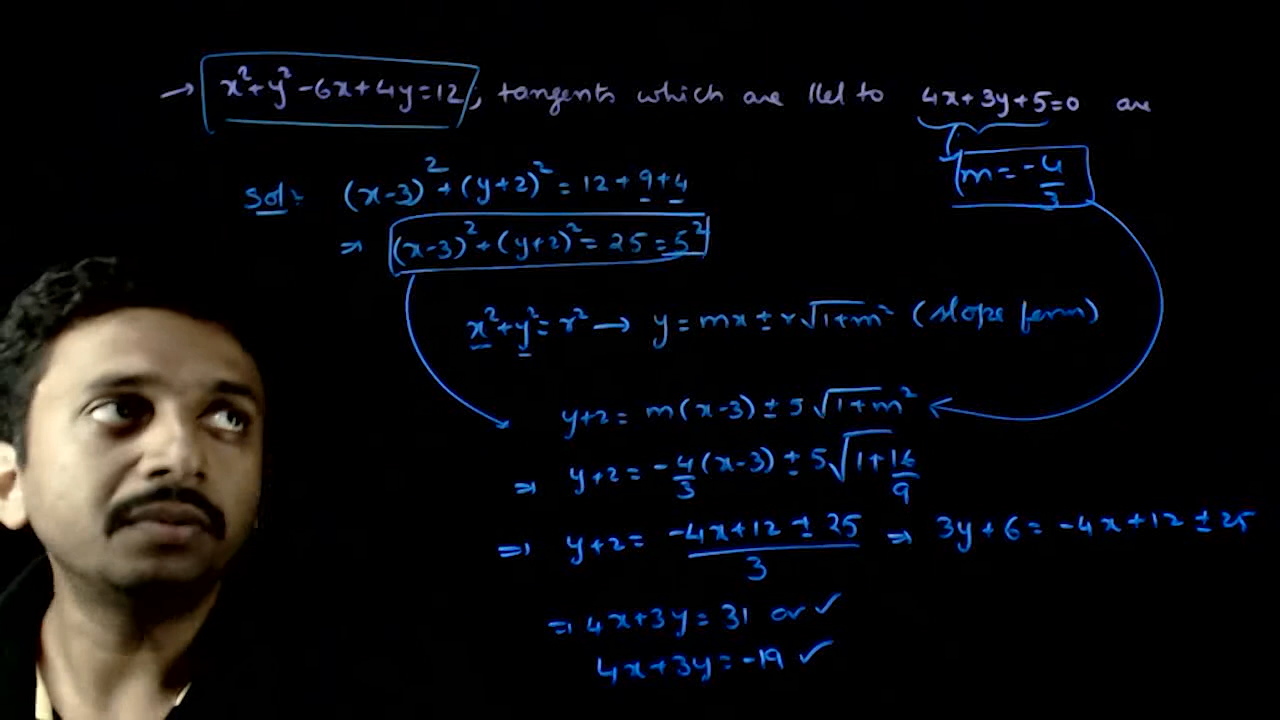 → x²+y²-6x+4y=12, tangents which are llel to 4x+3y+5=0 are
m=-4/3
Sol: (x-3)²+(y+2)²=12+9+4
⇒ (x-3)²+(y+2)²=25=5²
x²+y²=r² → y=mx±r√1+m² (slope form)
y+2=m(x-3)±5√1+m²
⇒ y+2=-4/3(x-3)±5√1+16/9
⇒ y+2=-4x+12±25/3 ⇒ 3y+6=-4x+12±25
⇒ 4x+3y=31 or ✓
4x+3y=-19 ✓